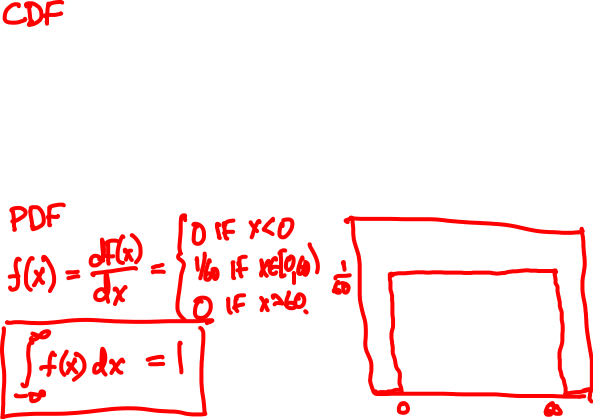 CDF
PDF
f(x) = dF(x)/dx = { 0 IF x<0
1/60 IF x∈[0,60)
0 IF x≥60.
∫_{-∞}^{∞} f(x) dx = 1
1/60
0 60